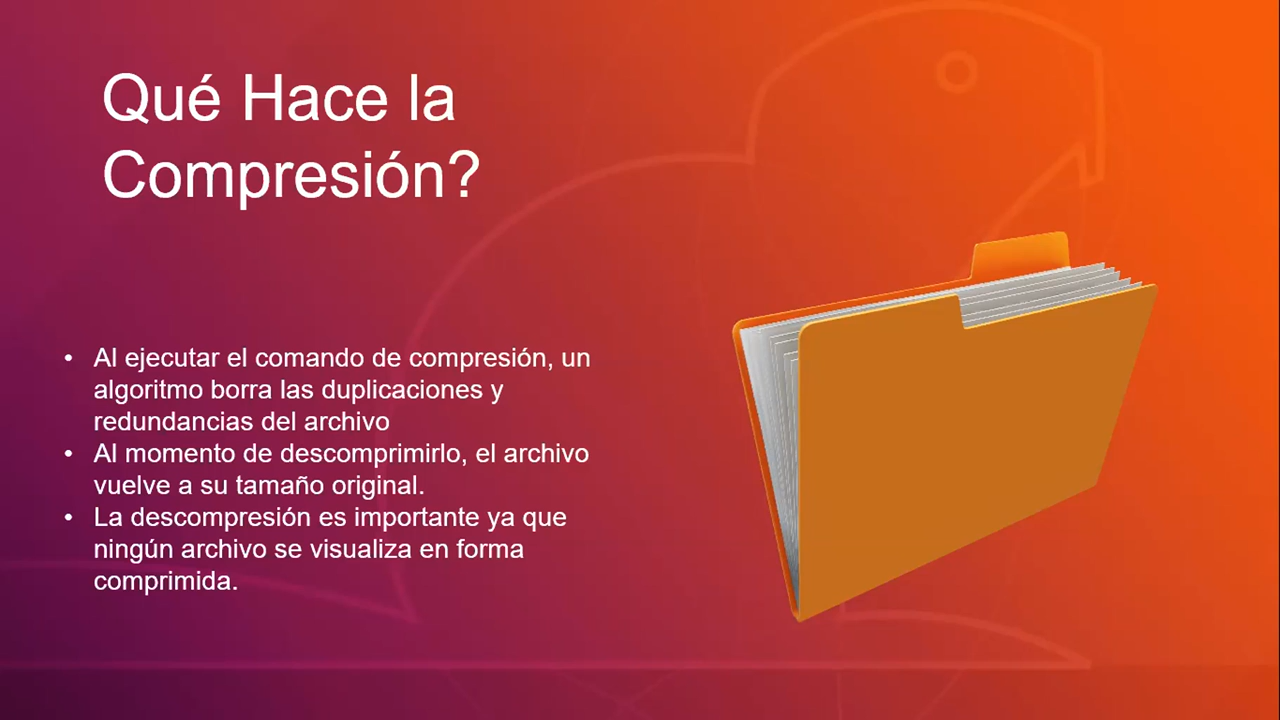 Qué Hace la
Compresión?
• Al ejecutar el comando de compresión, un
algoritmo borra las duplicaciones y
redundancias del archivo
• Al momento de descomprimirlo, el archivo
vuelve a su tamaño original.
• La descompresión es importante ya que
ningún archivo se visualiza en forma
comprimida.